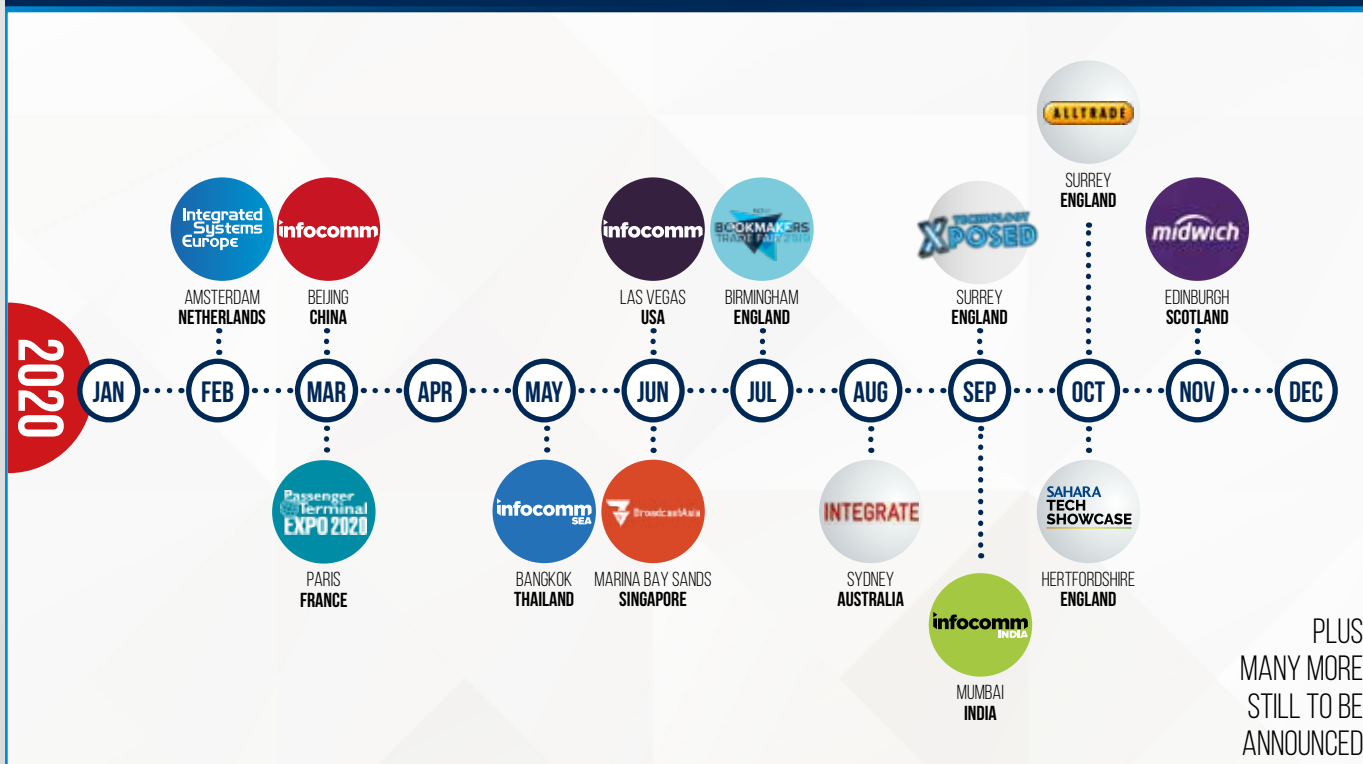 ALLTRADE
SURREY
ENGLAND
Integrated
Systems
Europe
AMSTERDAM
NETHERLANDS
infocomm
BEIJING
CHINA
infocomm
LAS VEGAS
USA
BOOKMAKERS
TRADE FAIR 2019
BIRMINGHAM
ENGLAND
TECHNOLOGY
XPOSED
SURREY
ENGLAND
midwich
EDINBURGH
SCOTLAND
2020
JAN
FEB
MAR
APR
MAY
JUN
JUL
AUG
SEP
OCT
NOV
DEC
Passenger
Terminal
EXPO 2020
PARIS
FRANCE
infocomm
SEA
BANGKOK
THAILAND
BroadcastAsia
MARINA BAY SANDS
SINGAPORE
INTEGRATE
SYDNEY
AUSTRALIA
infocomm
INDIA
MUMBAI
INDIA
SAHARA
TECH
SHOWCASE
HERTFORDSHIRE
ENGLAND
PLUS
MANY MORE
STILL TO BE
ANNOUNCED